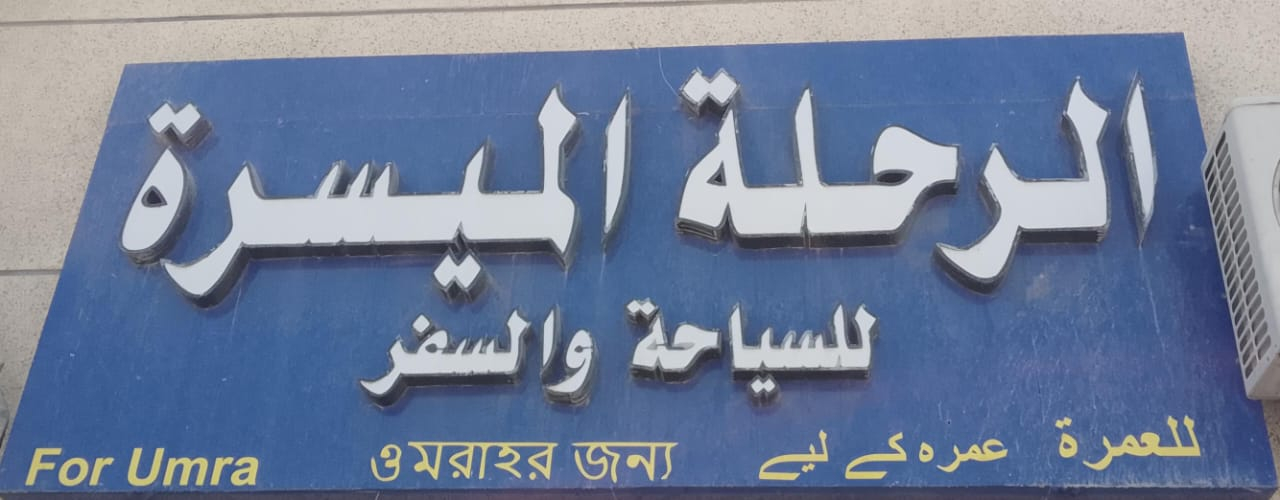 الرحلة الميسرة
للسياحة والسفر
للعمرة عمرہ کے لیے ওমরাহর জন্য For Umra